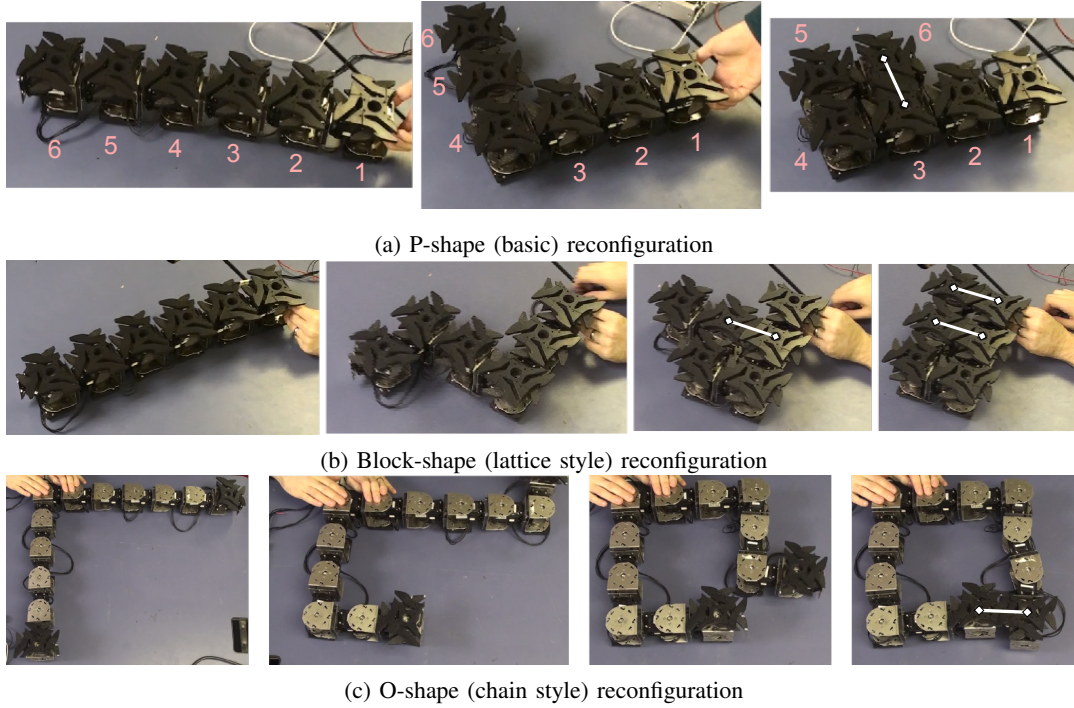 6 5 4 3 2 1
6 5 4 3 2 1
5 6 4 3 2 1
(a) P-shape (basic) reconfiguration
(b) Block-shape (lattice style) reconfiguration
(c) O-shape (chain style) reconfiguration